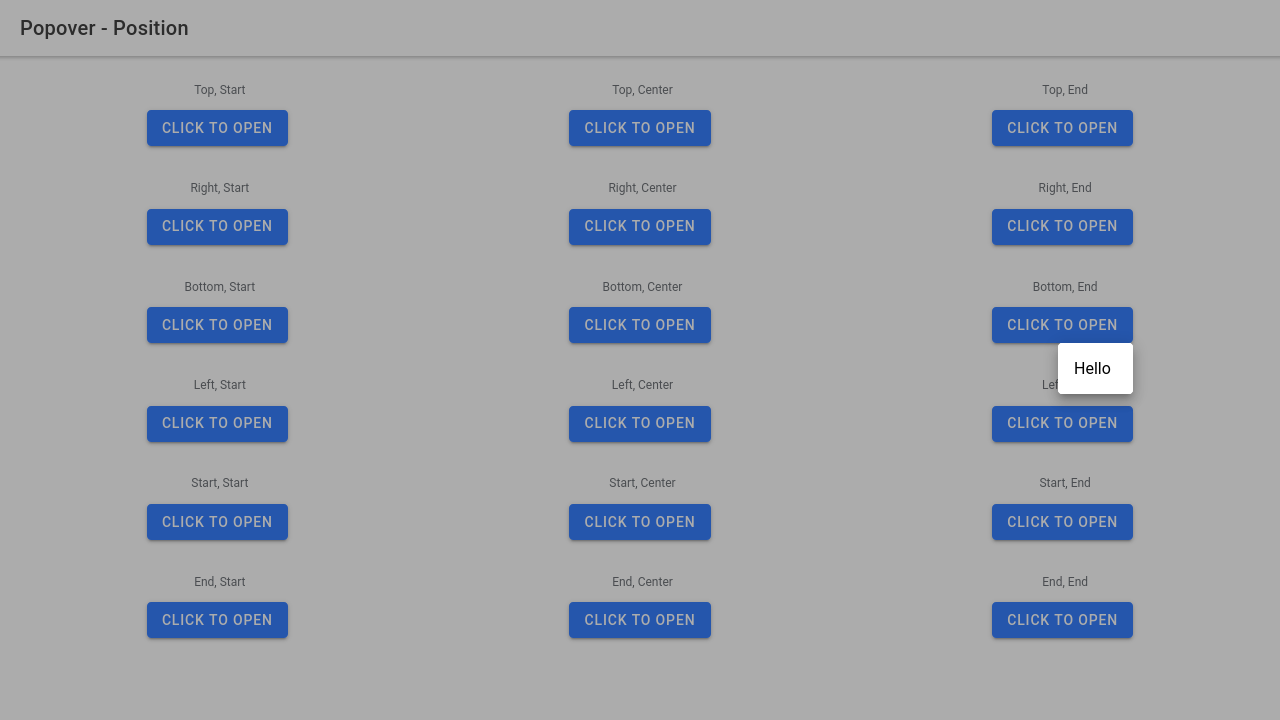 Popover - Position
Top, Start
Top, Center
Top, End
CLICK TO OPEN
CLICK TO OPEN
CLICK TO OPEN
Right, Start
Right, Center
Right, End
CLICK TO OPEN
CLICK TO OPEN
CLICK TO OPEN
Bottom, Start
Bottom, Center
Bottom, End
CLICK TO OPEN
CLICK TO OPEN
CLICK TO OPEN
Hello
Left, Start
Left, Center
CLICK TO OPEN
CLICK TO OPEN
CLICK TO OPEN
Start, Start
Start, Center
Start, End
CLICK TO OPEN
CLICK TO OPEN
CLICK TO OPEN
End, Start
End, Center
End, End
CLICK TO OPEN
CLICK TO OPEN
CLICK TO OPEN